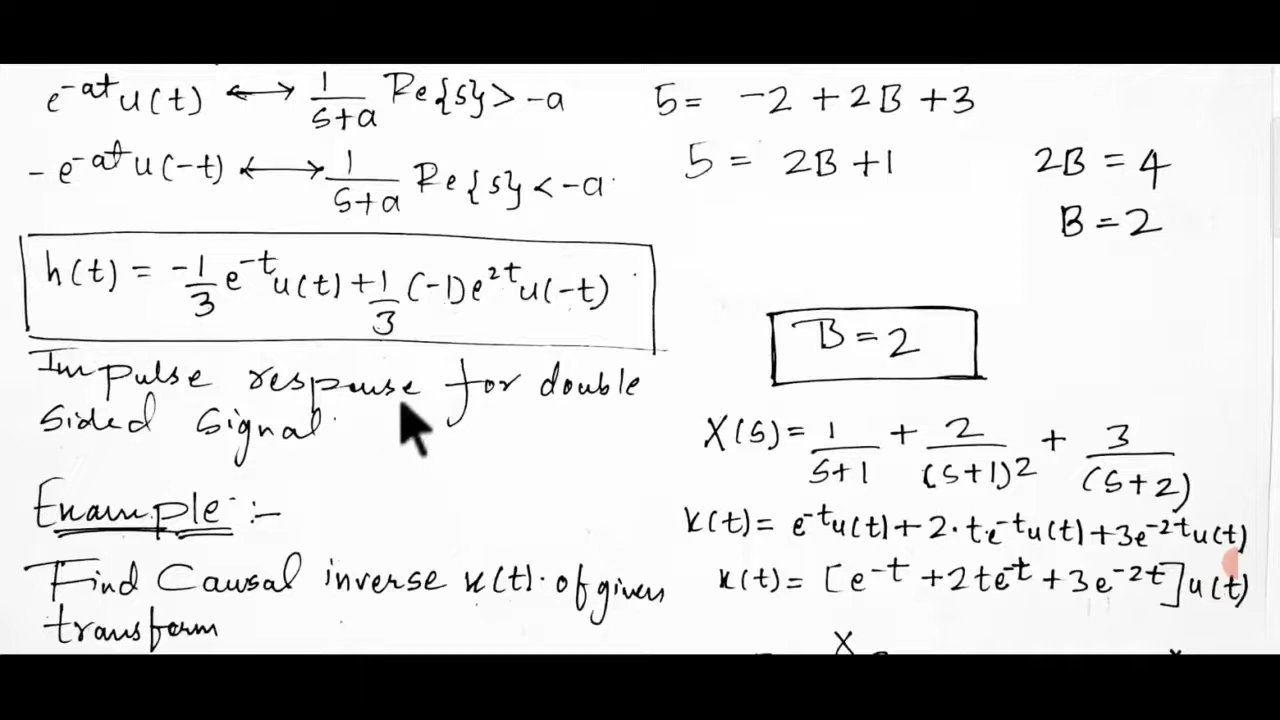 e^{-at}u(t) ↔ 1/(s+a) Re{s} > -a
-e^{-at}u(-t) ↔ 1/(s+a) Re{s} < -a.
h(t) = -1/3 e^{-t}u(t) + 1/3 (-1)e^{2t}u(-t)
Impulse response for double
sided signal.
Example :-
Find Causal inverse x(t). of given
transform
5 = -2 + 2B + 3
5 = 2B + 1
2B = 4
B = 2
B = 2
X(s) = 1/(s+1) + 2/(s+1)^2 + 3/(s+2)
x(t) = e^{-t}u(t) + 2.te^{-t}u(t) + 3e^{-2t}u(t)
x(t) = [e^{-t} + 2te^{-t} + 3e^{-2t}]u(t)